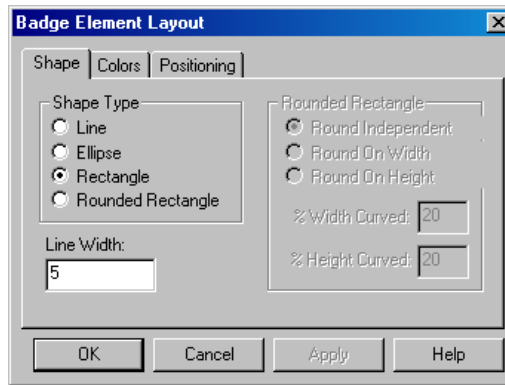 Badge Element Layout
Shape Colors Positioning
Shape Type
Line
Ellipse
Rectangle
Rounded Rectangle
Line Width:
5
Rounded Rectangle
Round Independent
Round On Width
Round On Height
% Width Curved: 20
% Height Curved: 20
OK Cancel Apply Help